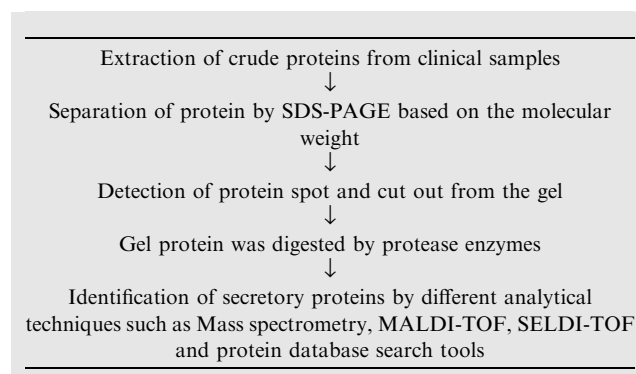 Extraction of crude proteins from clinical samples
↓
Separation of protein by SDS-PAGE based on the molecular
weight
↓
Detection of protein spot and cut out from the gel
↓
Gel protein was digested by protease enzymes
↓
Identification of secretory proteins by different analytical
techniques such as Mass spectrometry, MALDI-TOF, SELDI-TOF
and protein database search tools